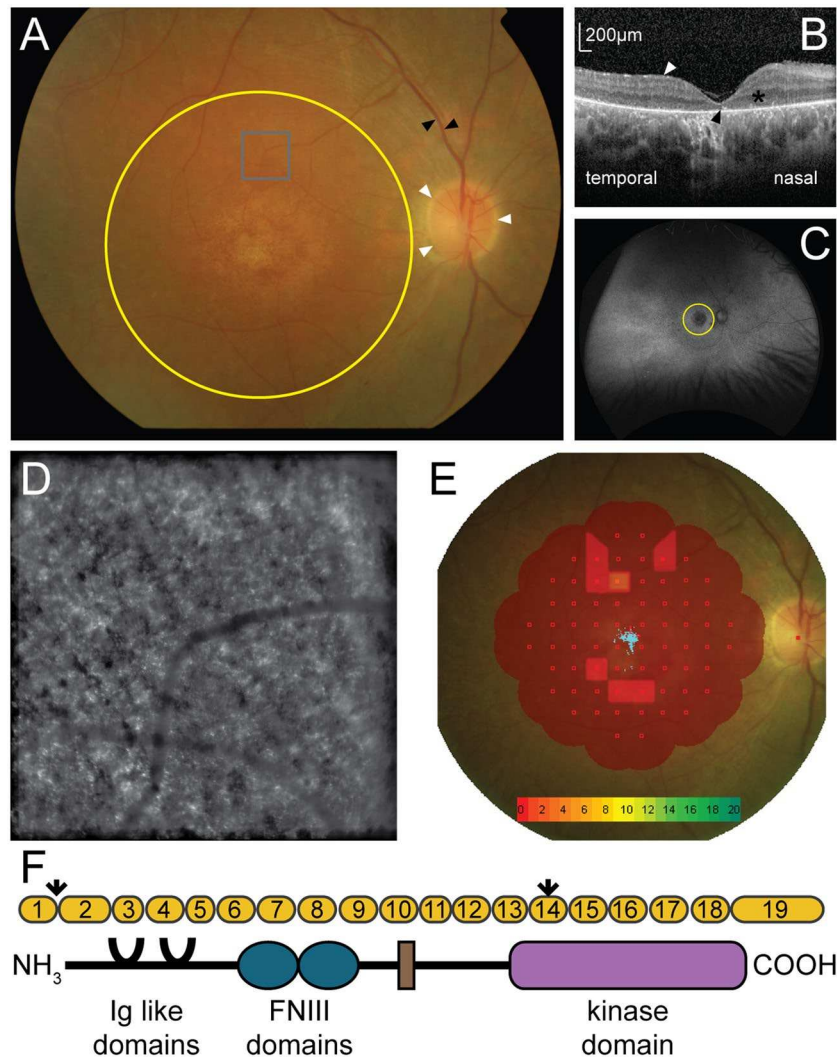 A
B
200µm
temporal
nasal
C
D
E
0 2 4 6 8 10 12 14 16 18 20
F
1 2 3 4 5 6 7 8 9 10 11 12 13 14 15 16 17 18 19
NH3 COOH
Ig like FNIII kinase
domains domains domain
*